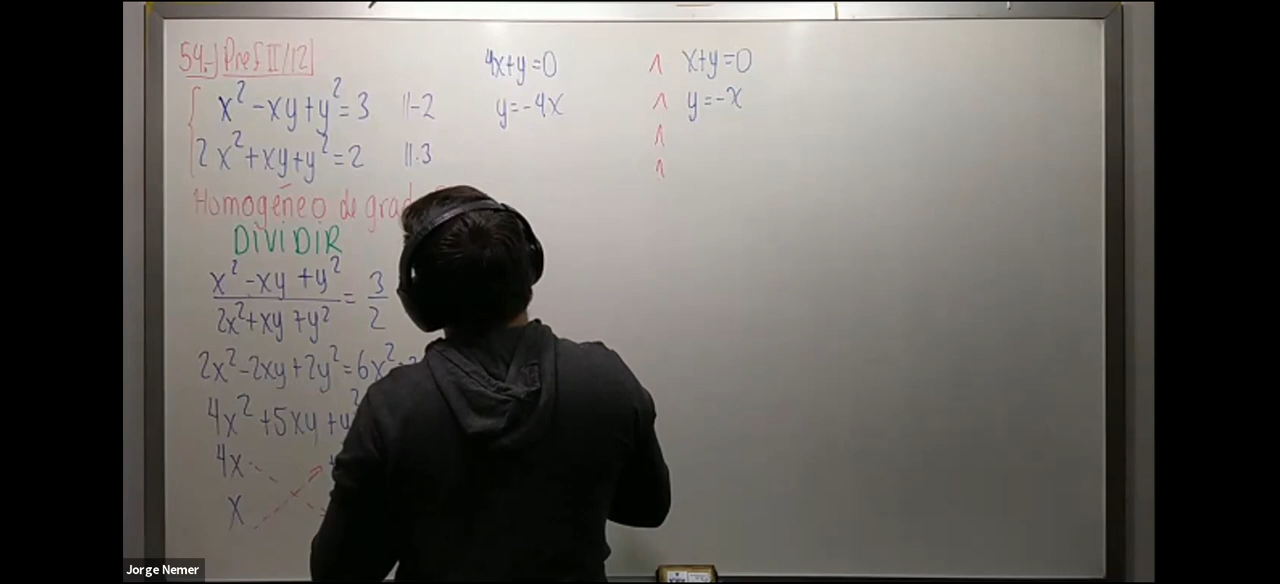 54.-) Pref II/12]
x² - xy + y² = 3 ||-2
2x² + xy + y² = 2 ||.3
Homogéneo de
DIVIDIR
x² - xy + y² / 2x² + xy + y² = 3/2
2x² - 2xy + 2y² = 6x²
4x² + 5xy +
4x
x
4x+y=0 ∧ x+y=0
y=-4x ∧ y=-x
∧
∧
Jorge Nemer